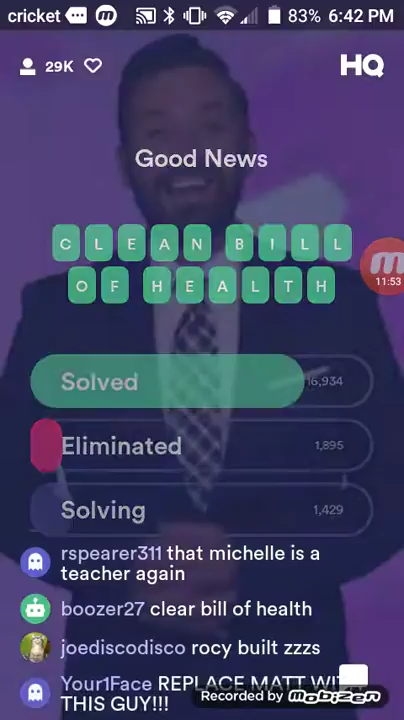 cricket 83% 6:42 PM
29K HQ
Good News
CLEAN BILL
OF HEALTH
11:53
Solved 16,934
Eliminated 1,895
Solving 1,429
rspearer311 that michelle is a
teacher again
boozer27 clear bill of health
joediscodisco rocy built zzzs
Your1Face REPLACE MATT WITH
THIS GUY!!!
Recorded by Mobizen